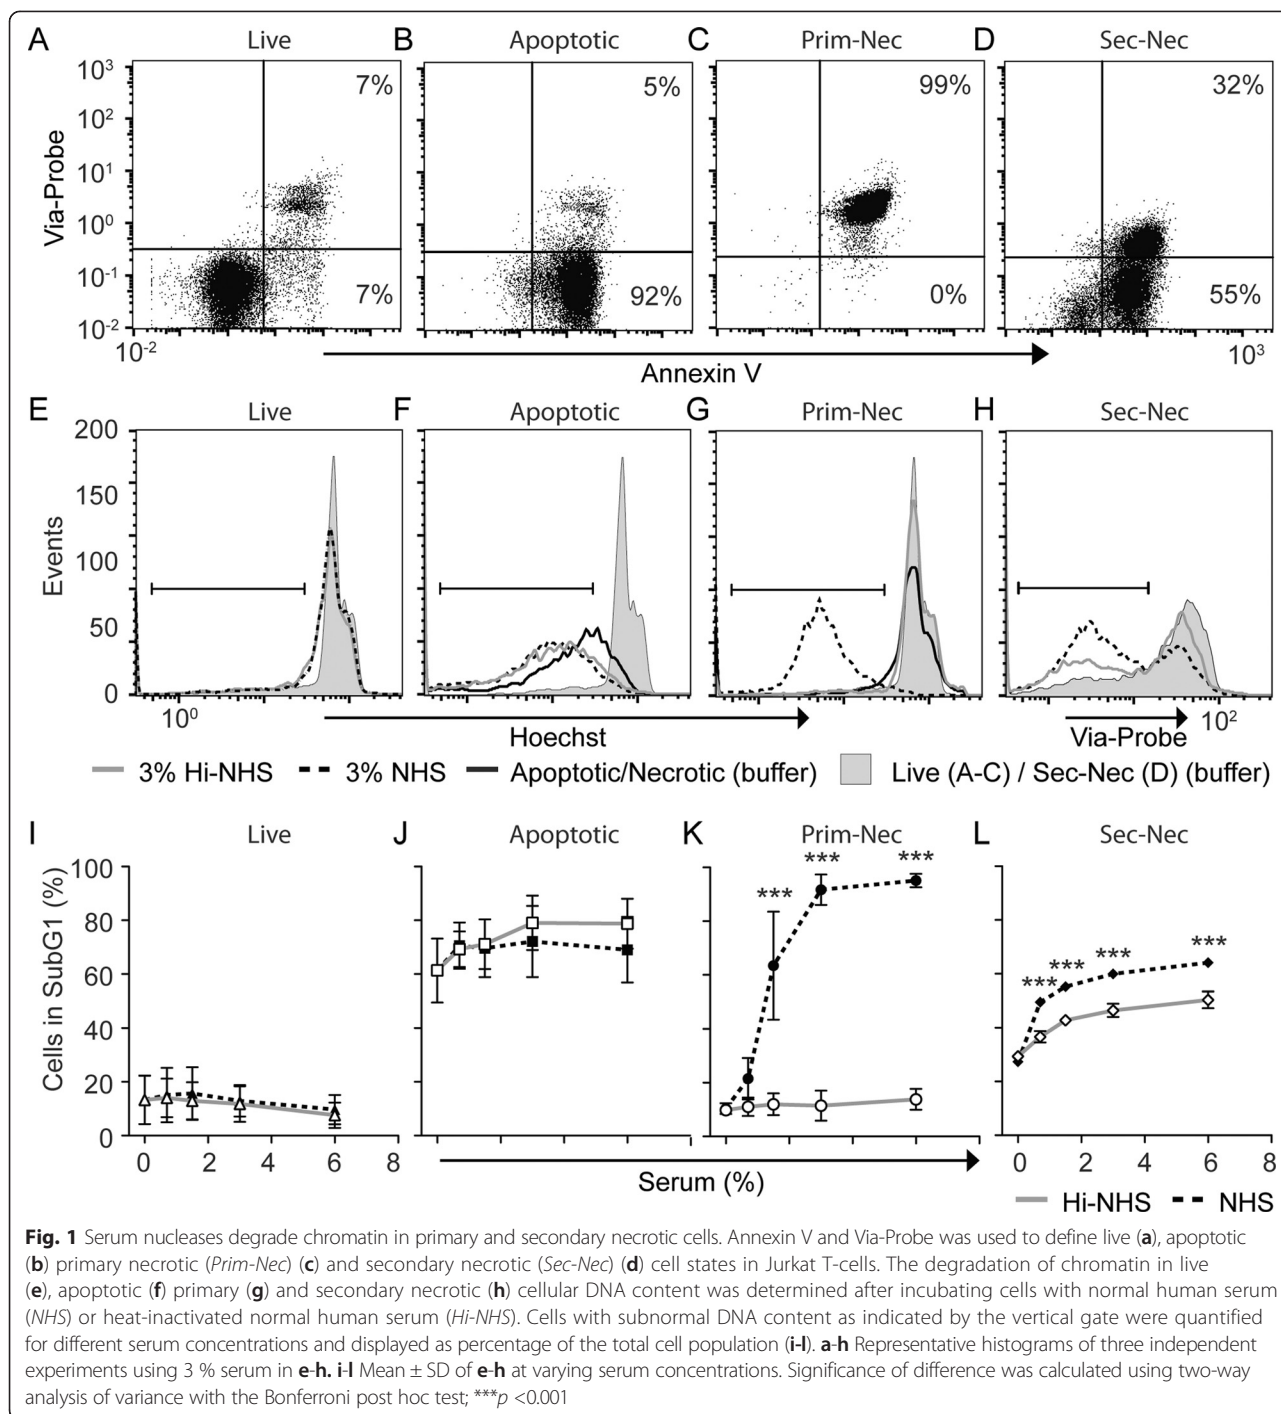 A Live B Apoptotic C Prim-Nec D Sec-Nec
10³ 7% 5% 99% 32%
10²
10¹
Via-Probe
10⁰
10⁻¹ 7% 92% 0% 55%
10⁻²
10⁻² 10³
Annexin V
E Live F Apoptotic G Prim-Nec H Sec-Nec
200
150
100
Events
50
0
10⁰ 10²
Hoechst Via-Probe
3% Hi-NHS 3% NHS Apoptotic/Necrotic (buffer) Live (A-C) / Sec-Nec (D) (buffer)
I Live J Apoptotic K Prim-Nec L Sec-Nec
100 *** *** *** *** *** *** ***
80
60
40
20
0
Cells in SubG1 (%)
0 2 4 6 8 0 2 4 6 8
Serum (%)
Hi-NHS NHS
Fig. 1 Serum nucleases degrade chromatin in primary and secondary necrotic cells. Annexin V and Via-Probe was used to define live (a), apoptotic
(b) primary necrotic (Prim-Nec) (c) and secondary necrotic (Sec-Nec) (d) cell states in Jurkat T-cells. The degradation of chromatin in live
(e), apoptotic (f) primary (g) and secondary necrotic (h) cellular DNA content was determined after incubating cells with normal human serum
(NHS) or heat-inactivated normal human serum (Hi-NHS). Cells with subnormal DNA content as indicated by the vertical gate were quantified
for different serum concentrations and displayed as percentage of the total cell population (i-l). a-h Representative histograms of three independent
experiments using 3 % serum in e-h. i-l Mean ± SD of e-h at varying serum concentrations. Significance of difference was calculated using two-way
analysis of variance with the Bonferroni post hoc test; ***p <0.001